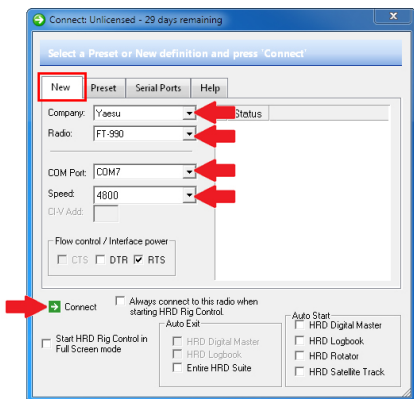 Connect: Unlicensed - 29 days remaining
x
Select a Preset or New definition and press 'Connect'
New Preset Serial Ports Help
Company: Yaesu
Status
Radio: FT-990
COM Port: COM7
Speed: 4800
CI-V Add:
Flow control / Interface power
CTS DTR RTS
Connect
Always connect to this radio when
starting HRD Rig Control.
Start HRD Rig Control in
Full Screen mode
Auto Exit
HRD Digital Master
HRD Logbook
Entire HRD Suite
Auto Start
HRD Digital Master
HRD Logbook
HRD Rotator
HRD Satellite Track